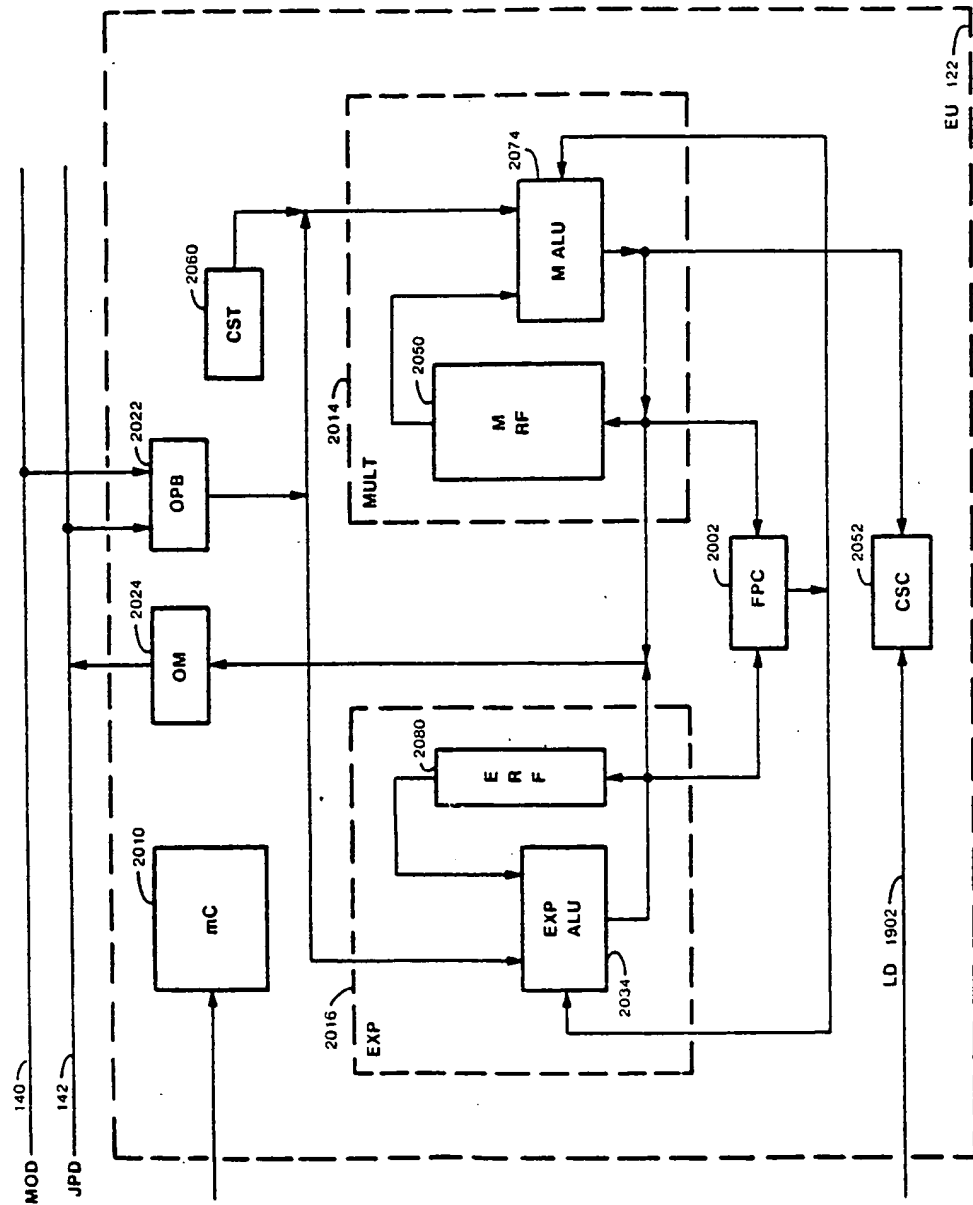 MOD 140
JPD 142
mC 2010
OM 2024
OPB 2022
CST 2060
EXP 2016
EXP
ALU
2034
E
R
F
2080
MULT 2014
M
RF
2050
M ALU
2074
FPC 2002
CSC 2052
LD 1902
EU 122